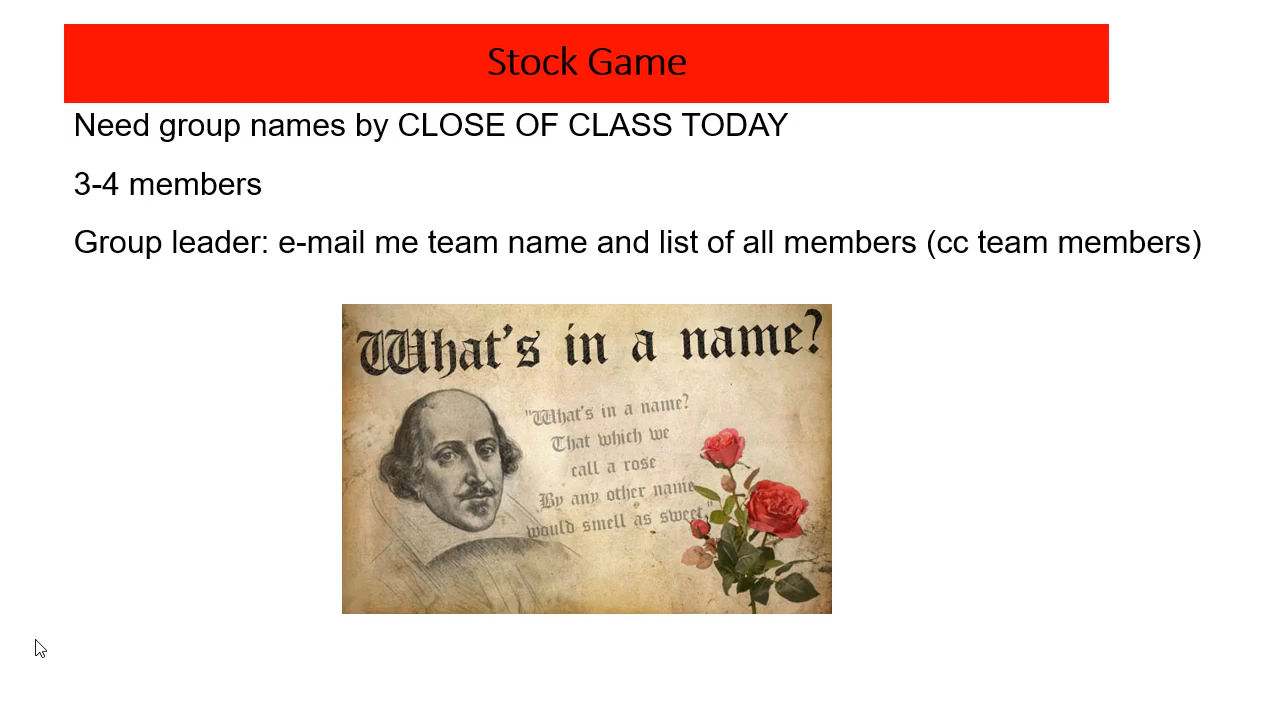 Stock Game
Need group names by CLOSE OF CLASS TODAY
3-4 members
Group leader: e-mail me team name and list of all members (cc team members)
What's in a name?
"What's in a name?
That which we
call a rose
By any other name
would smell as sweet."